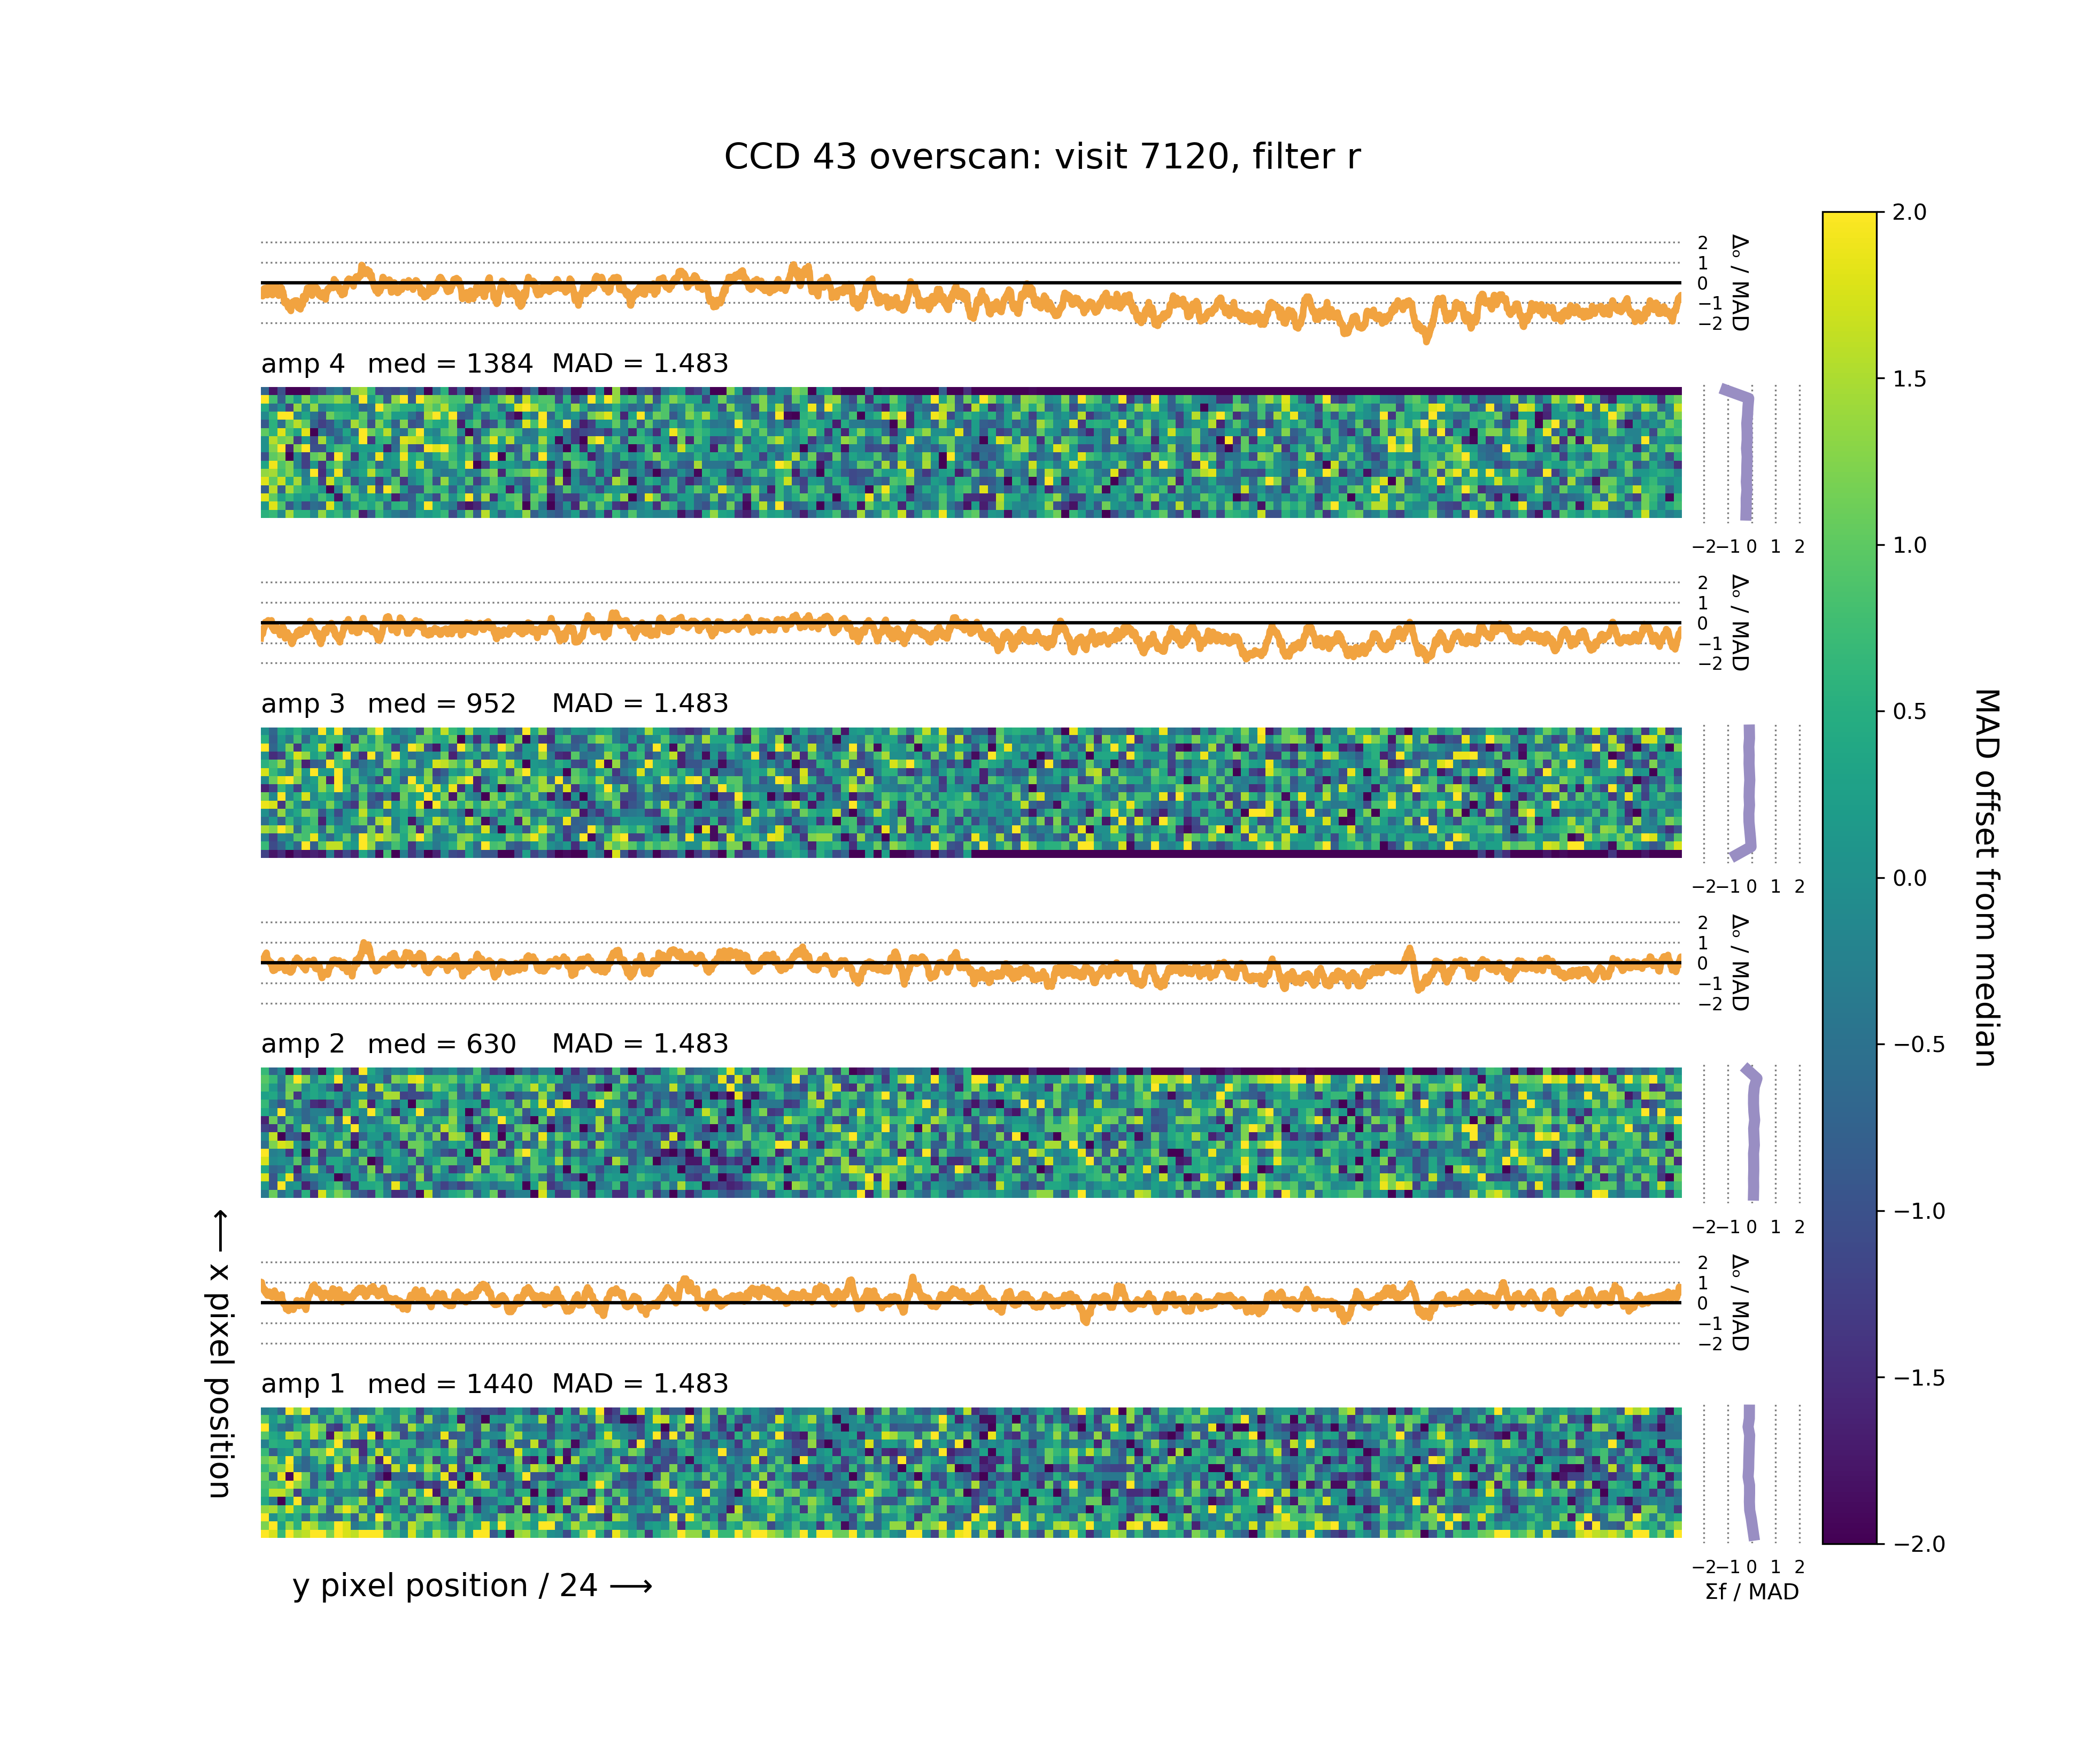 CCD 43 overscan: visit 7120, filter r
2
1
0
−1
−2
Δₒ / MAD
amp 4 med = 1384 MAD = 1.483
−2 −1 0 1 2
2
1
0
−1
−2
Δₒ / MAD
amp 3 med = 952 MAD = 1.483
−2 −1 0 1 2
2
1
0
−1
−2
Δₒ / MAD
amp 2 med = 630 MAD = 1.483
−2 −1 0 1 2
2
1
0
−1
−2
Δₒ / MAD
amp 1 med = 1440 MAD = 1.483
−2 −1 0 1 2
Σf / MAD
y pixel position / 24 ⟶
⟵ x pixel position
2.0
1.5
1.0
0.5
0.0
−0.5
−1.0
−1.5
−2.0
MAD offset from median